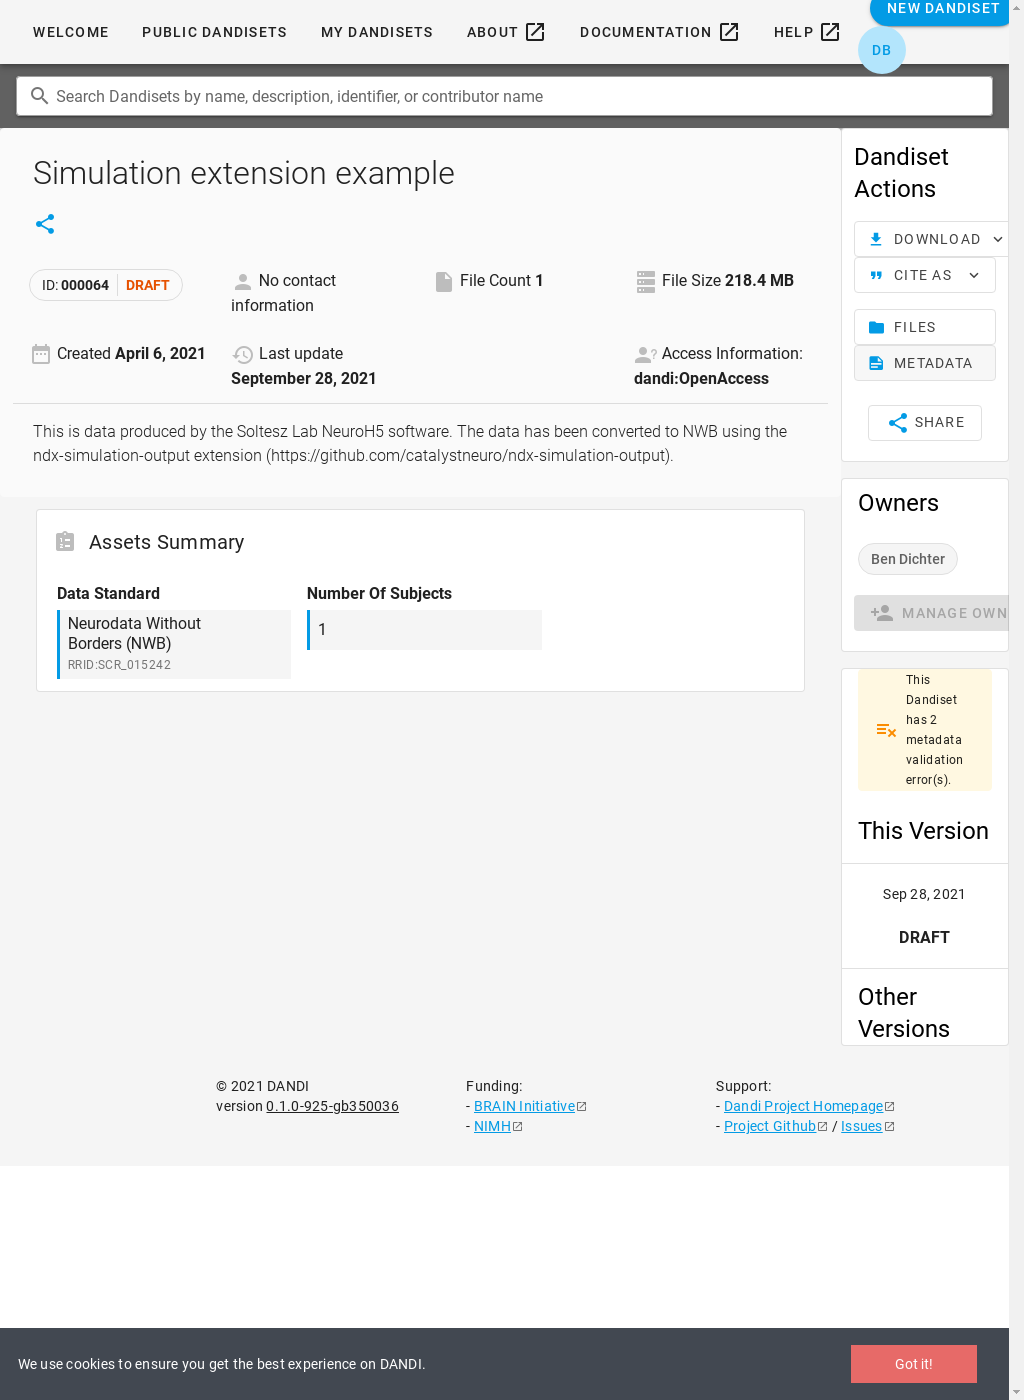 NEW DANDISET
WELCOME PUBLIC DANDISETS MY DANDISETS ABOUT DOCUMENTATION HELP
DB
Search Dandisets by name, description, identifier, or contributor name
Simulation extension example
ID: 000064 DRAFT
No contact information
File Count 1
File Size 218.4 MB
Created April 6, 2021
Last update
September 28, 2021
Access Information:
dandi:OpenAccess
This is data produced by the Soltesz Lab NeuroH5 software. The data has been converted to NWB using the
ndx-simulation-output extension (https://github.com/catalystneuro/ndx-simulation-output).
Assets Summary
Data Standard
Neurodata Without
Borders (NWB)
RRID:SCR_015242
Number Of Subjects
1
Dandiset
Actions
DOWNLOAD
CITE AS
FILES
METADATA
SHARE
Owners
Ben Dichter
MANAGE OWN
This
Dandiset
has 2
metadata
validation
error(s).
This Version
Sep 28, 2021
DRAFT
Other
Versions
© 2021 DANDI
version 0.1.0-925-gb350036
Funding:
- BRAIN Initiative
- NIMH
Support:
- Dandi Project Homepage
- Project Github / Issues
We use cookies to ensure you get the best experience on DANDI.
Got it!